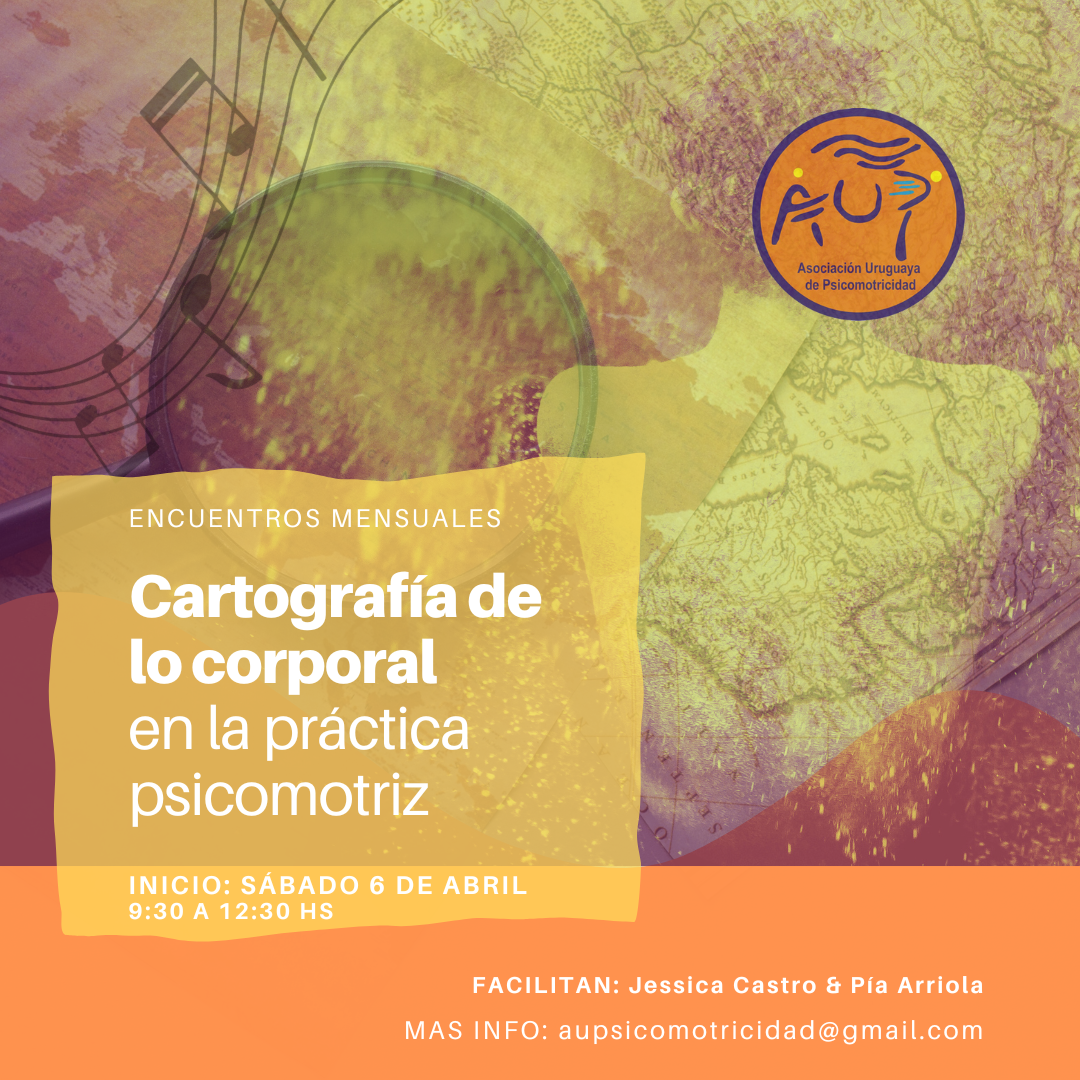 AUP
Asociación Uruguaya
de Psicomotricidad
ENCUENTROS MENSUALES
Cartografía de
lo corporal
en la práctica
psicomotriz
INICIO: SÁBADO 6 DE ABRIL
9:30 A 12:30 HS
FACILITAN: Jessica Castro & Pía Arriola
MAS INFO: aupsicomotricidad@gmail.com